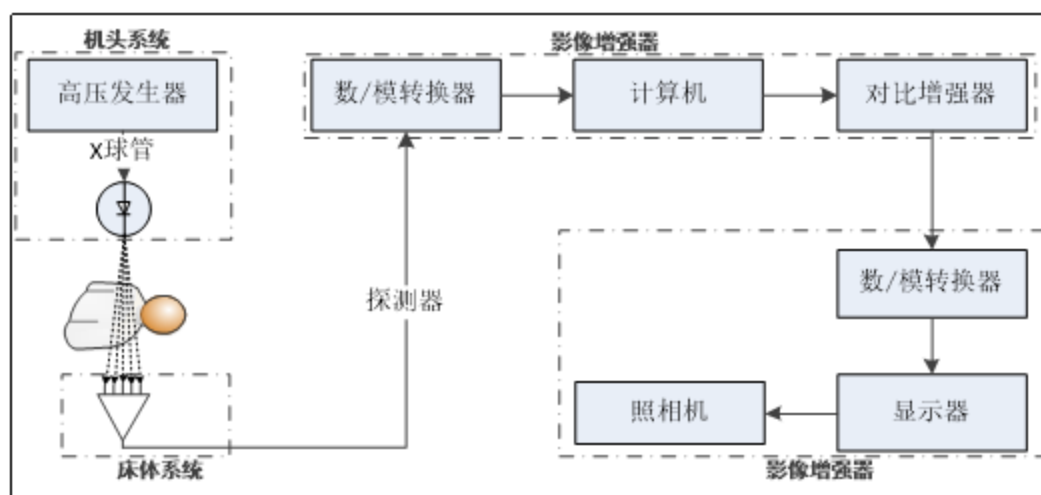 机头系统
影像增强器
高压发生器
数/模转换器
计算机
对比增强器
X球管
探测器
数/模转换器
照相机
显示器
床体系统
影像增强器